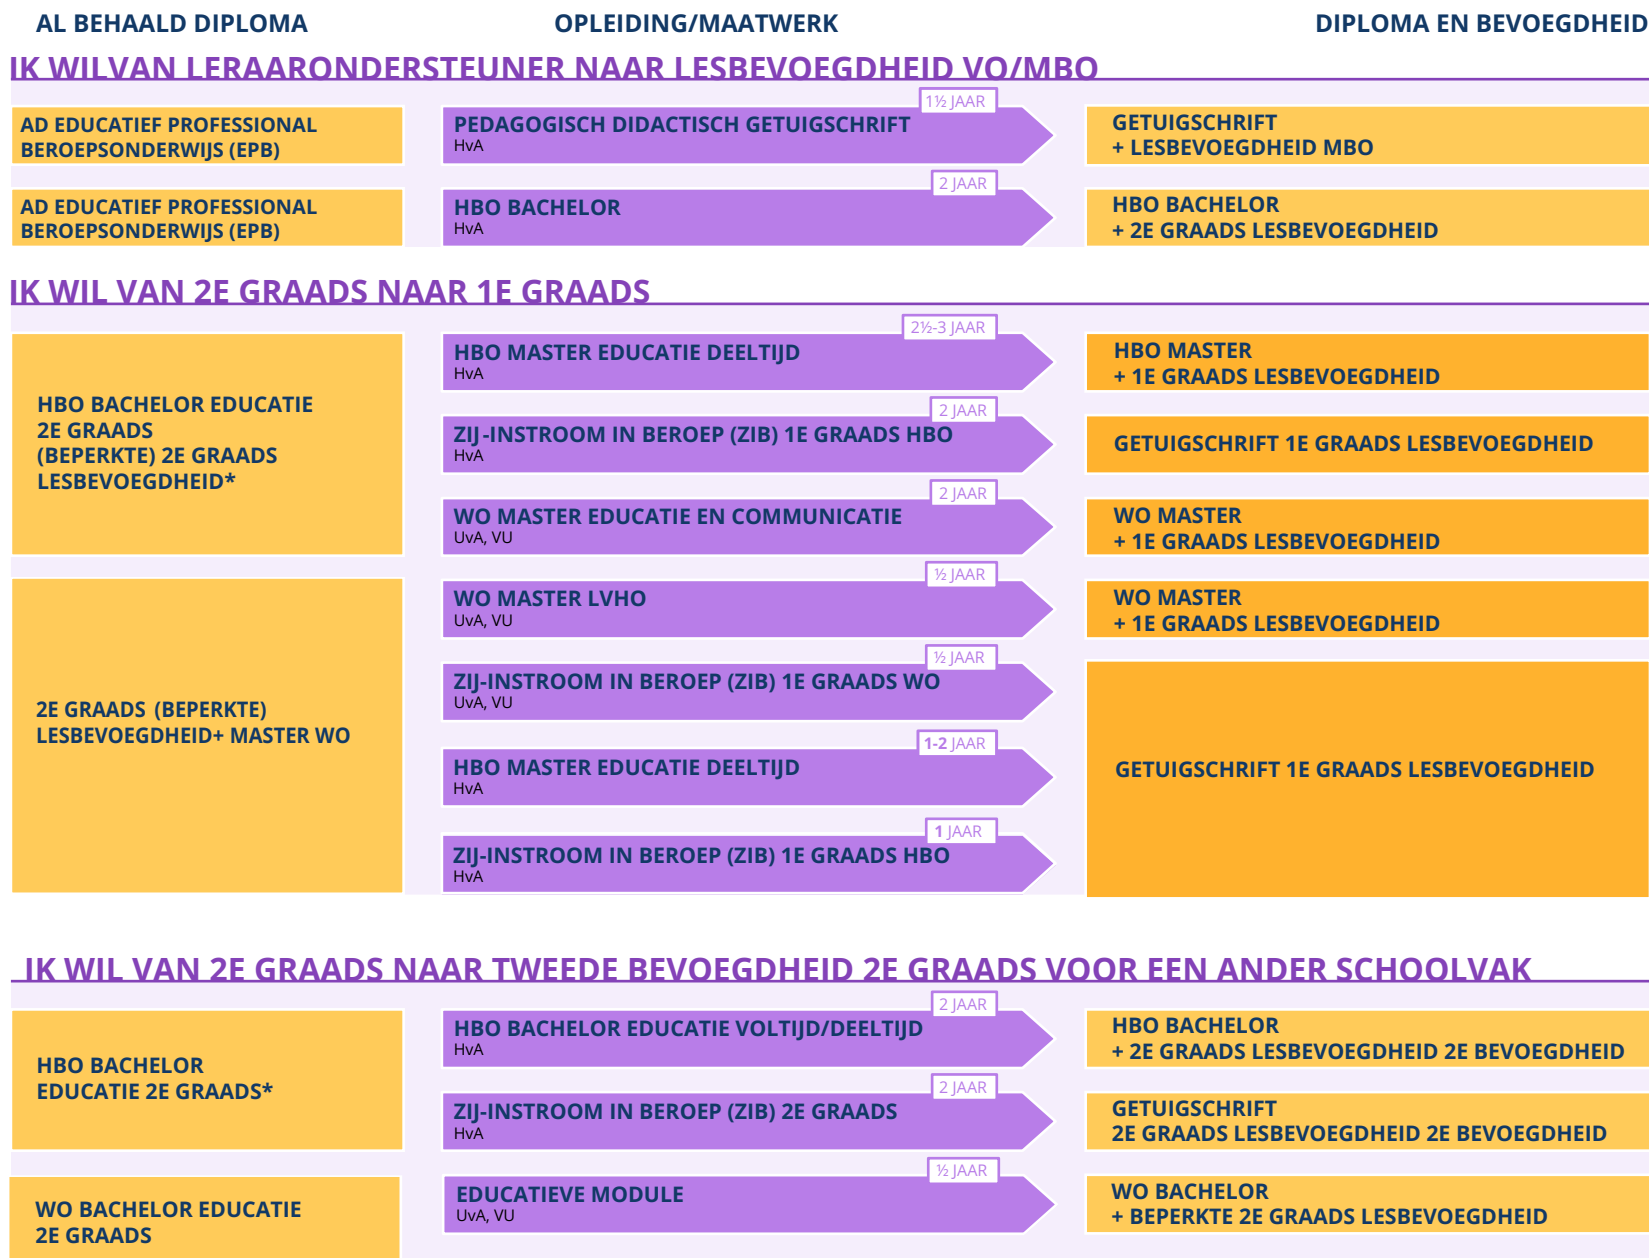 AL BEHAALD DIPLOMA
OPLEIDING/MAATWERK
DIPLOMA EN BEVOEGDHEID
IK WILVAN LERAARONDERSTEUNER NAAR LESBEVOEGDHEID VO/MBO
AD EDUCATIEF PROFESSIONAL
BEROEPSONDERWIJS (EPB)
1½ JAAR
PEDAGOGISCH DIDACTISCH GETUIGSCHRIFT
HvA
GETUIGSCHRIFT
+ LESBEVOEGDHEID MBO
AD EDUCATIEF PROFESSIONAL
BEROEPSONDERWIJS (EPB)
2 JAAR
HBO BACHELOR
HvA
HBO BACHELOR
+ 2E GRAADS LESBEVOEGDHEID
IK WIL VAN 2E GRAADS NAAR 1E GRAADS
HBO BACHELOR EDUCATIE
2E GRAADS
(BEPERKTE) 2E GRAADS
LESBEVOEGDHEID*
2½-3 JAAR
HBO MASTER EDUCATIE DEELTIJD
HvA
HBO MASTER
+ 1E GRAADS LESBEVOEGDHEID
2 JAAR
ZIJ-INSTROOM IN BEROEP (ZIB) 1E GRAADS HBO
HvA
GETUIGSCHRIFT 1E GRAADS LESBEVOEGDHEID
2 JAAR
WO MASTER EDUCATIE EN COMMUNICATIE
UvA, VU
WO MASTER
+ 1E GRAADS LESBEVOEGDHEID
2E GRAADS (BEPERKTE)
LESBEVOEGDHEID+ MASTER WO
½ JAAR
WO MASTER LVHO
UvA, VU
WO MASTER
+ 1E GRAADS LESBEVOEGDHEID
½ JAAR
ZIJ-INSTROOM IN BEROEP (ZIB) 1E GRAADS WO
UvA, VU
1-2 JAAR
HBO MASTER EDUCATIE DEELTIJD
HvA
1 JAAR
ZIJ-INSTROOM IN BEROEP (ZIB) 1E GRAADS HBO
HvA
GETUIGSCHRIFT 1E GRAADS LESBEVOEGDHEID
IK WIL VAN 2E GRAADS NAAR TWEEDE BEVOEGDHEID 2E GRAADS VOOR EEN ANDER SCHOOLVAK
HBO BACHELOR
EDUCATIE 2E GRAADS*
2 JAAR
HBO BACHELOR EDUCATIE VOLTIJD/DEELTIJD
HvA
HBO BACHELOR
+ 2E GRAADS LESBEVOEGDHEID 2E BEVOEGDHEID
2 JAAR
ZIJ-INSTROOM IN BEROEP (ZIB) 2E GRAADS
HvA
GETUIGSCHRIFT
2E GRAADS LESBEVOEGDHEID 2E BEVOEGDHEID
WO BACHELOR EDUCATIE
2E GRAADS
½ JAAR
EDUCATIEVE MODULE
UvA, VU
WO BACHELOR
+ BEPERKTE 2E GRAADS LESBEVOEGDHEID